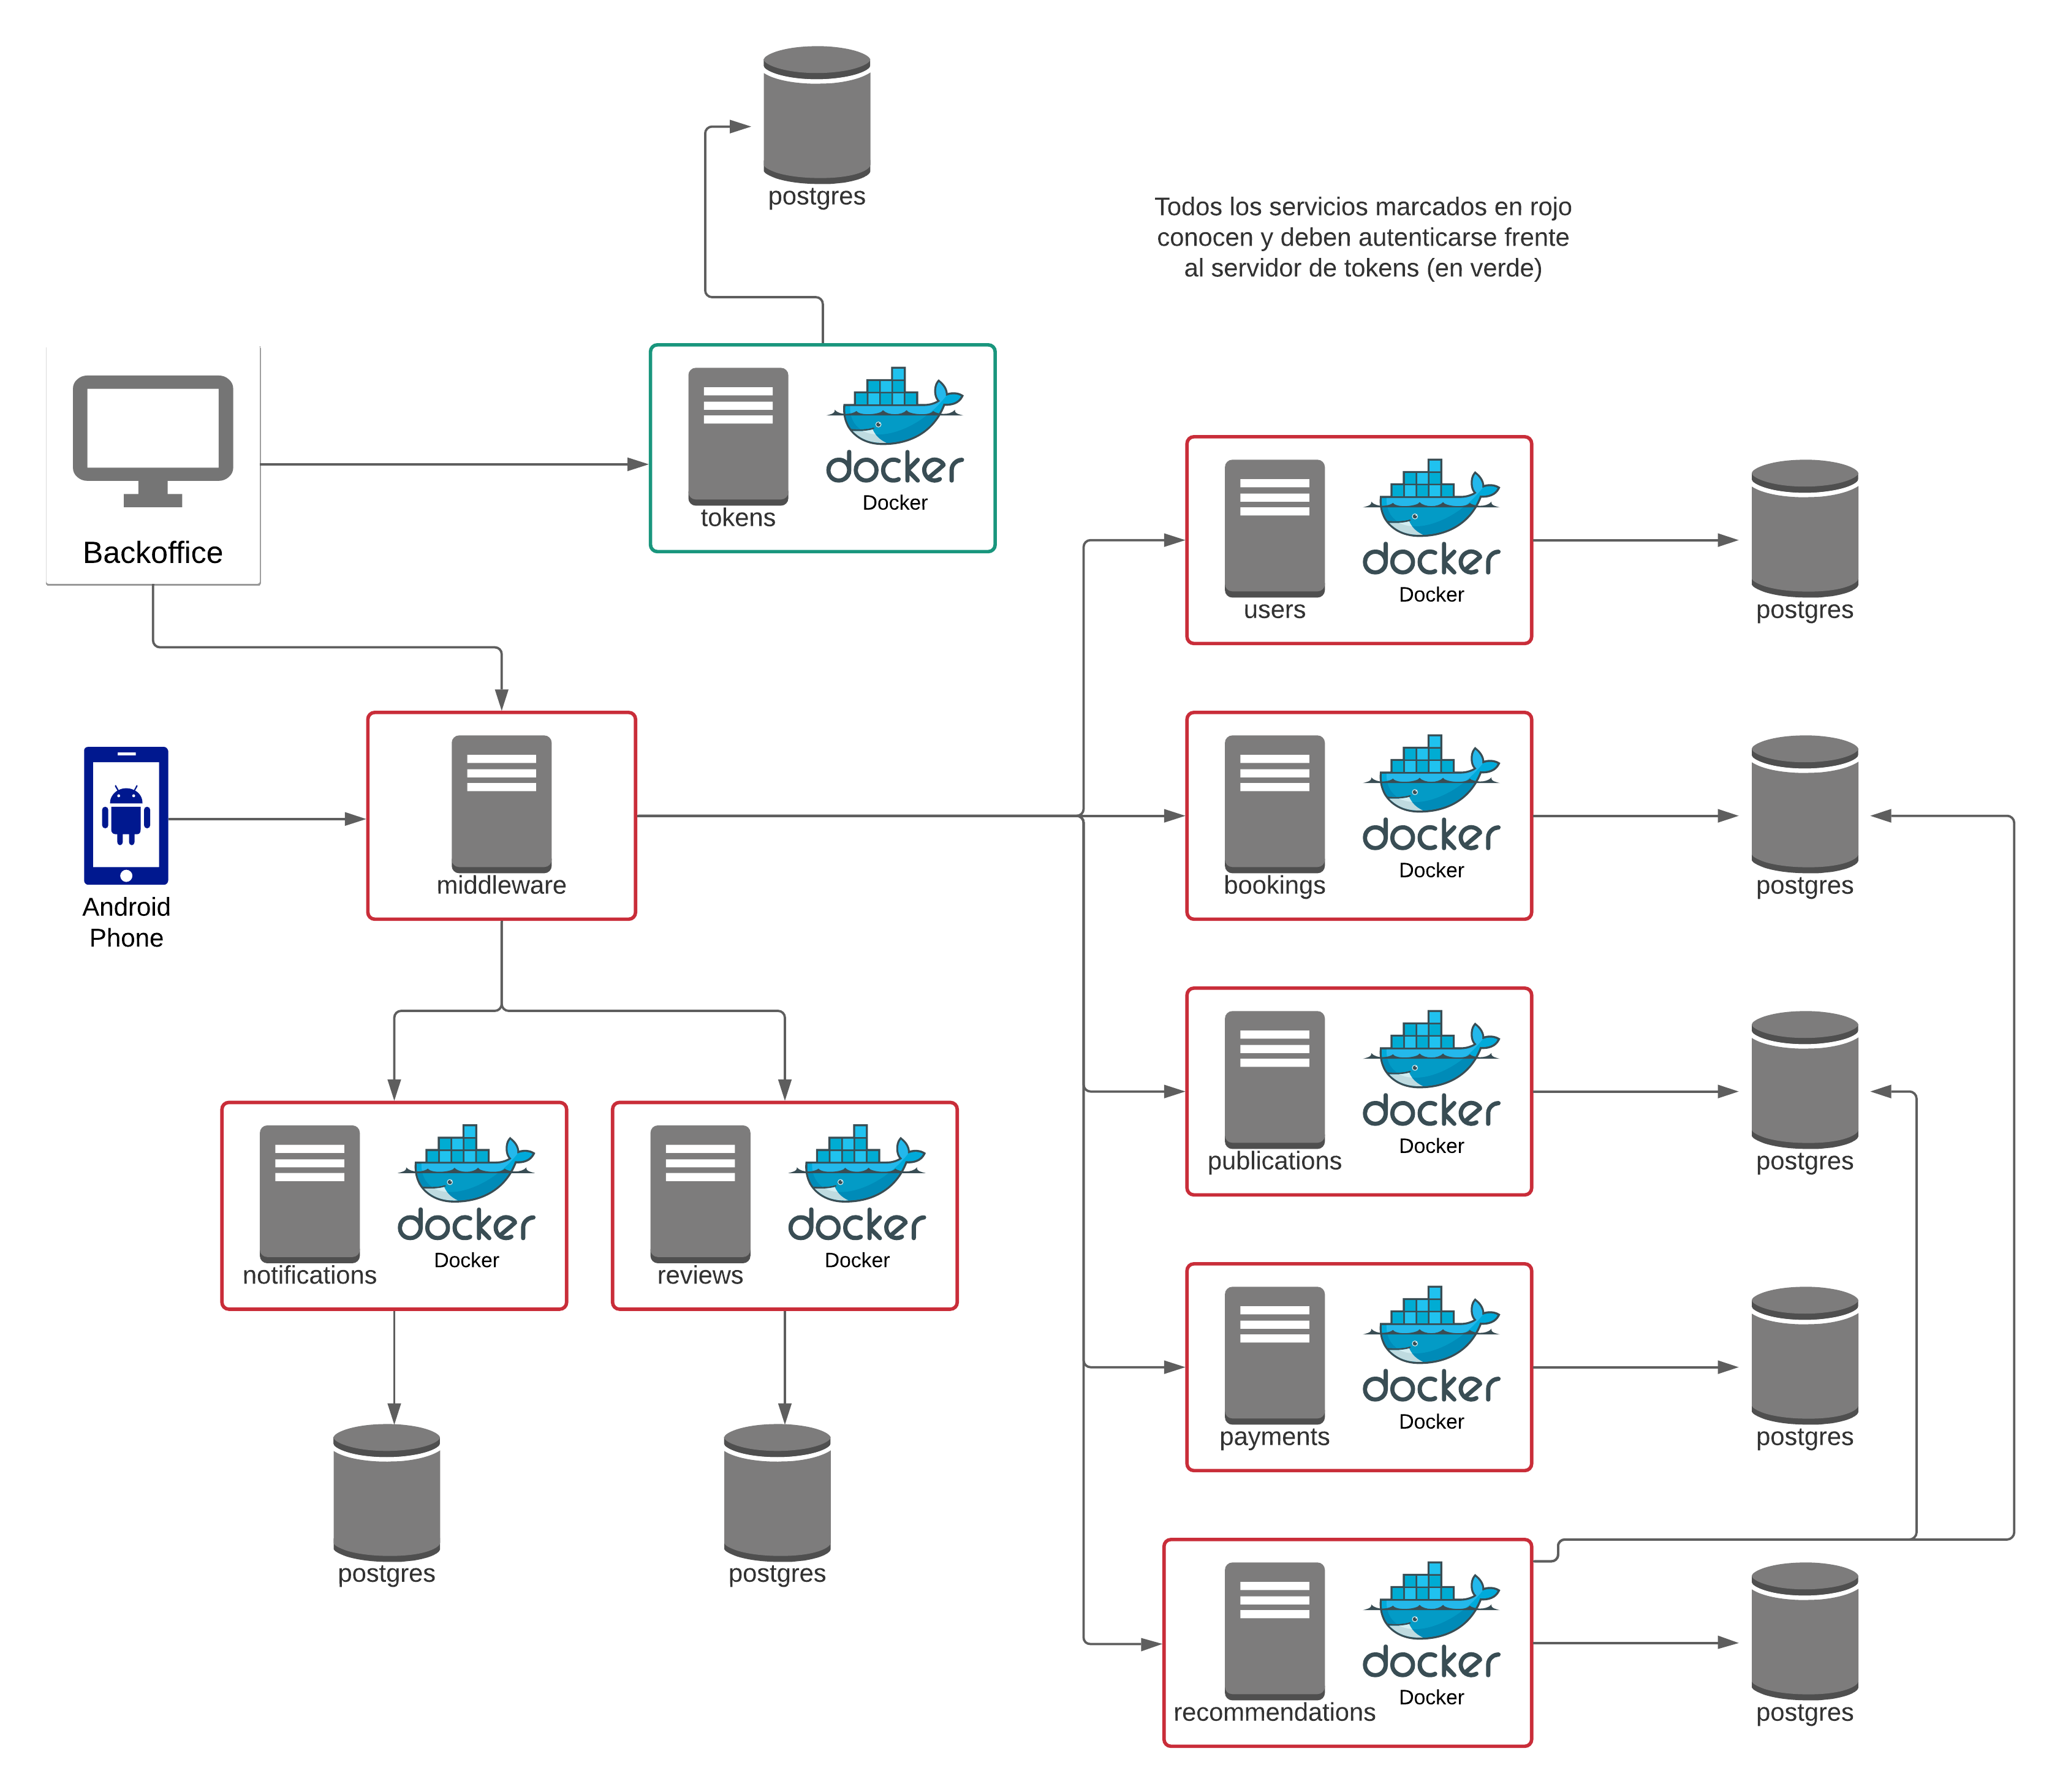 postgres
Todos los servicios marcados en rojo
conocen y deben autenticarse frente
al servidor de tokens (en verde)
Backoffice
docker
Docker
tokens
docker
Docker
users
postgres
Android
Phone
middleware
docker
Docker
bookings
postgres
docker
Docker
publications
postgres
docker
Docker
notifications
docker
Docker
reviews
docker
Docker
payments
postgres
postgres
postgres
docker
Docker
recommendations
postgres